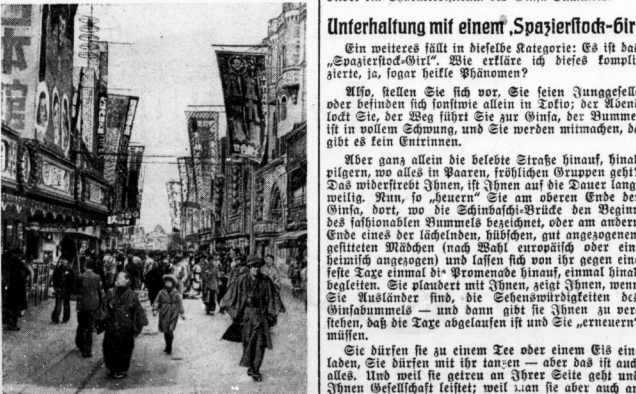 Unterhaltung mit einem „Spazierstock-Gir
Ein weiteres fällt in dieselbe Kategorie: Es ist da
„Spazierstock-Girl“. Wie erkläre ich dieses kompli
zierte, ja, sogar heikle Phänomen?
Also, stellen Sie sich vor, Sie seien Junggesell
oder befinden sich sonstwie allein in Tokio; der Aben
lockt Sie, der Weg führt Sie zur Ginsa, der Bumme
ist in vollem Schwung, und Sie werden mitmachen, da
gibt es kein Entrinnen.
Aber ganz allein die belebte Straße hinauf, hinab
pilgern, wo alles in Paaren, fröhlichen Gruppen geht?
Das widerstrebt Ihnen, ist Ihnen auf die Dauer lang
weilig. Nun, so „heuern“ Sie am oberen Ende der
Ginsa, dort, wo die Schinbaschi-Brücke den Beginn
des fashionablen Bummels bezeichnet, oder am andern
Ende eines der lächelnden, hübschen, gut angezogenen
gesitteten Mädchen (nach Wahl europäisch oder ein
heimisch angezogen) und lassen sich von ihr gegen eine
feste Taxe einmal die Promenade hinauf, einmal hinab
begleiten. Sie plaudert mit Ihnen, zeigt Ihnen, wenn
Sie Ausländer sind, die Sehenswürdigkeiten des
Ginsabummels — und dann gibt sie Ihnen zu ver
stehen, daß die Taxe abgelaufen ist und Sie „erneuern“
müssen.
Sie dürfen sie zu einem Tee oder einem Eis ein
laden, Sie dürfen mit ihr tanzen — aber das ist auch
alles. Und weil sie getreu an Ihrer Seite geht und
Ihnen Gesellschaft leistet; weil man sie aber auch an